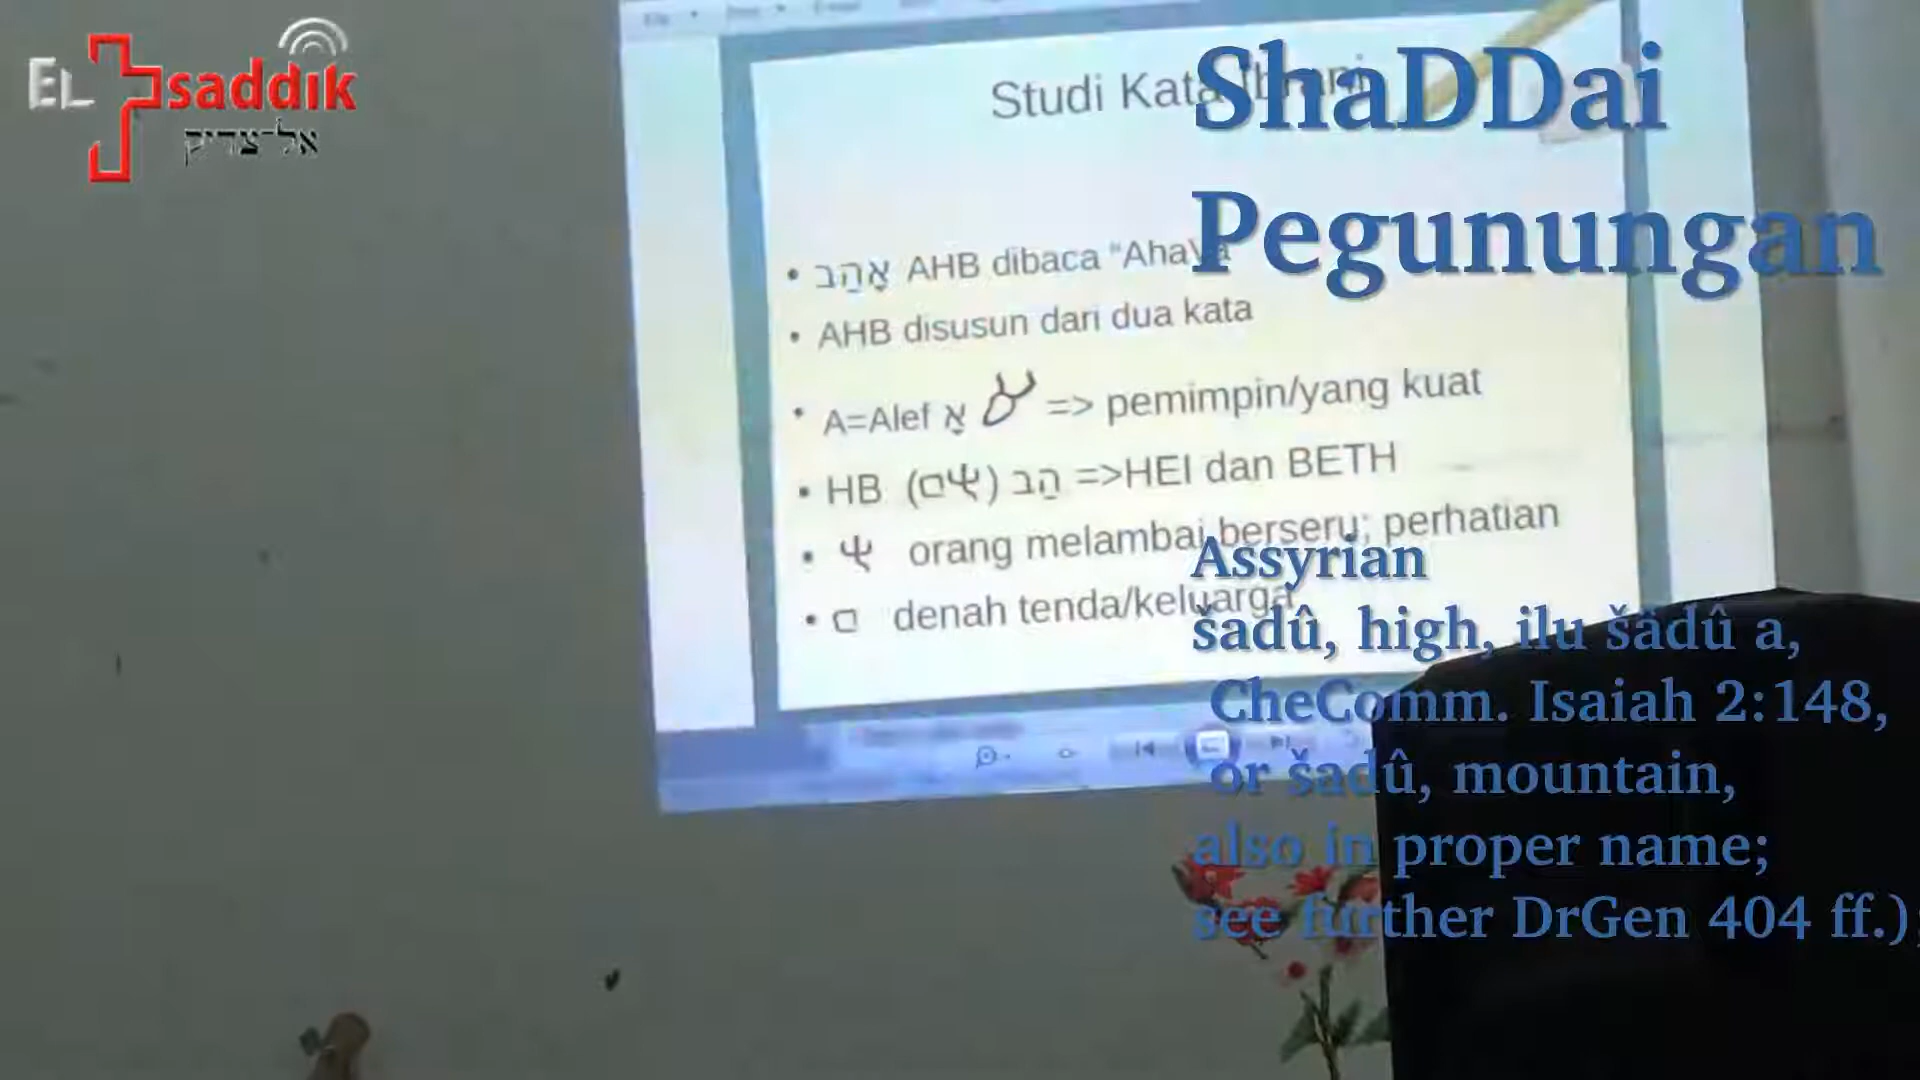 EL saddik
אל־צדיק
Studi Kata
ShaDDai
Pegunungan
• אָהַב AHB dibaca “AhaVa
• AHB disusun dari dua kata
• A=Alef אָ => pemimpin/yang kuat
• HB ( ) הַב =>HEI dan BETH
• orang melambai berseru; perhatian
• denah tenda/keluarga
Assyrian
šadû, high, ilu šadû a,
CheComm. Isaiah 2:148,
or šadû, mountain,
also in proper name;
see further DrGen 404 ff.);